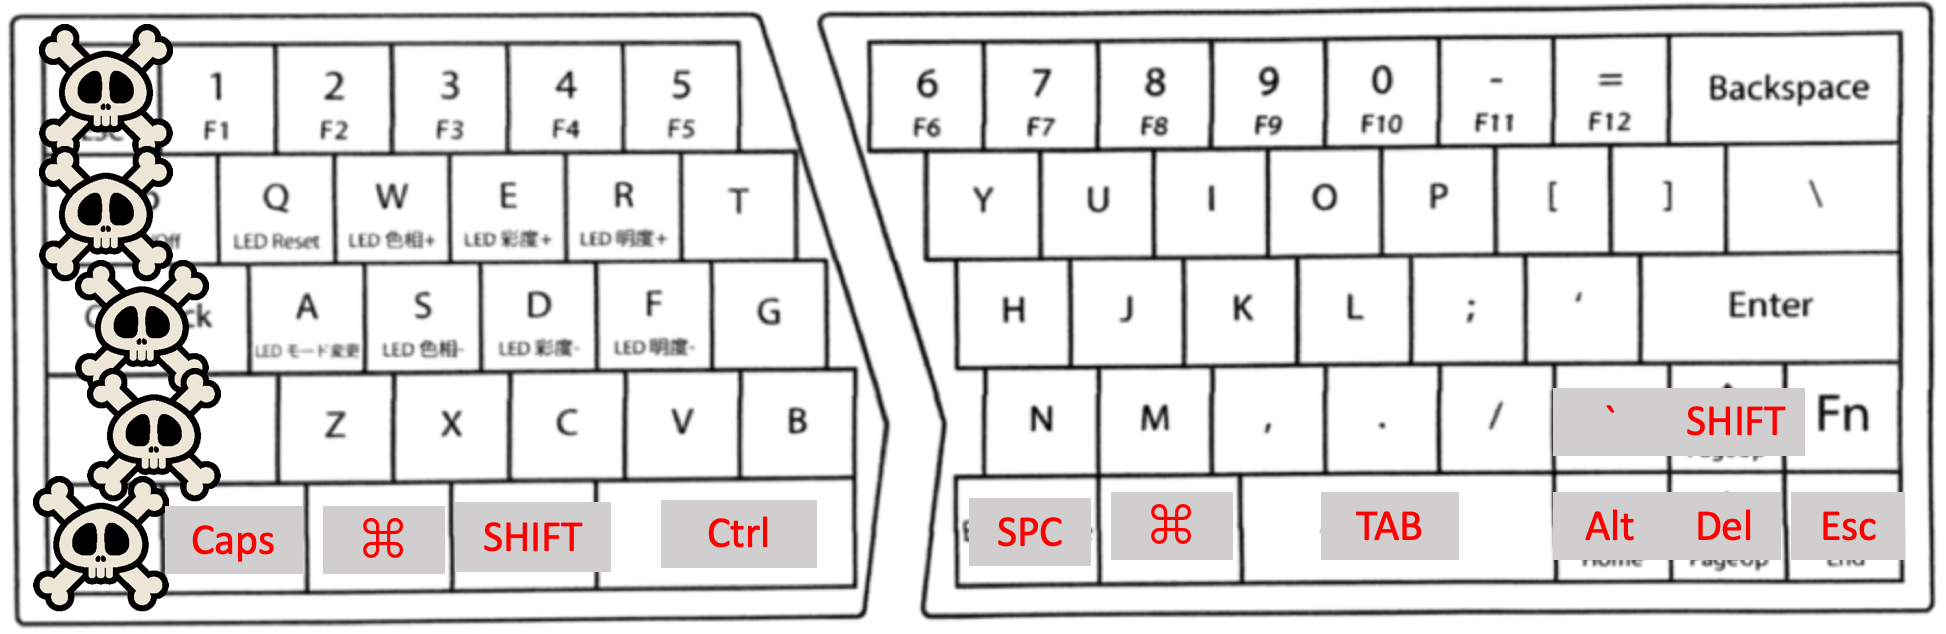 1 2 3 4 5 6 7 8 9 0 - = Backspace
F1 F2 F3 F4 F5 F6 F7 F8 F9 F10 F11 F12
Q W E R T Y U I O P [ ] \
LED Reset LED 色相+ LED 彩度+ LED 明度+
A S D F G H J K L ; ' Enter
LED モード変更 LED 色相- LED 彩度- LED 明度-
Z X C V B N M , . / ` SHIFT Fn
Caps ⌘ SHIFT Ctrl SPC ⌘ TAB Alt Del Esc
Home PageUp End